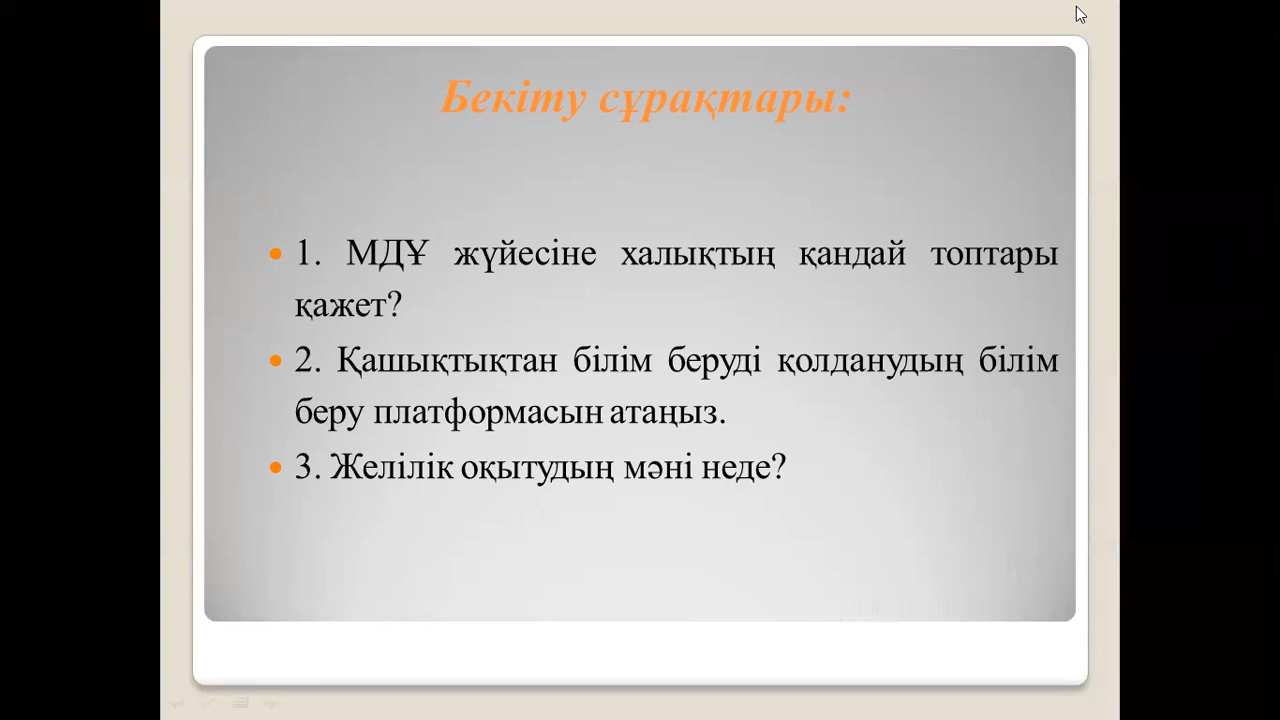 Бекіту сұрақтары:
• 1. МДҰ жүйесіне халықтың қандай топтары
қажет?
• 2. Қашықтықтан білім беруді қолданудың білім
беру платформасын атаңыз.
• 3. Желілік оқытудың мәні неде?